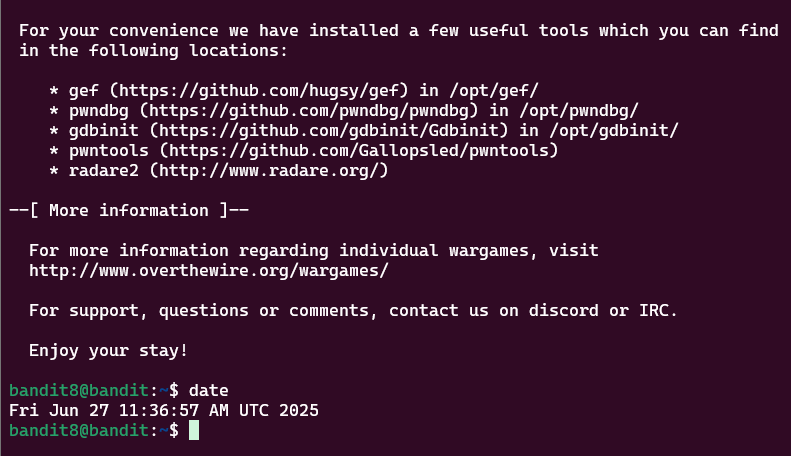 For your convenience we have installed a few useful tools which you can find
in the following locations:
* gef (https://github.com/hugsy/gef) in /opt/gef/
* pwndbg (https://github.com/pwndbg/pwndbg) in /opt/pwndbg/
* gdbinit (https://github.com/gdbinit/Gdbinit) in /opt/gdbinit/
* pwntools (https://github.com/Gallopsled/pwntools)
* radare2 (http://www.radare.org/)
--[ More information ]--
For more information regarding individual wargames, visit
http://www.overthewire.org/wargames/
For support, questions or comments, contact us on discord or IRC.
Enjoy your stay!
bandit8@bandit:~$ date
Fri Jun 27 11:36:57 AM UTC 2025
bandit8@bandit:~$